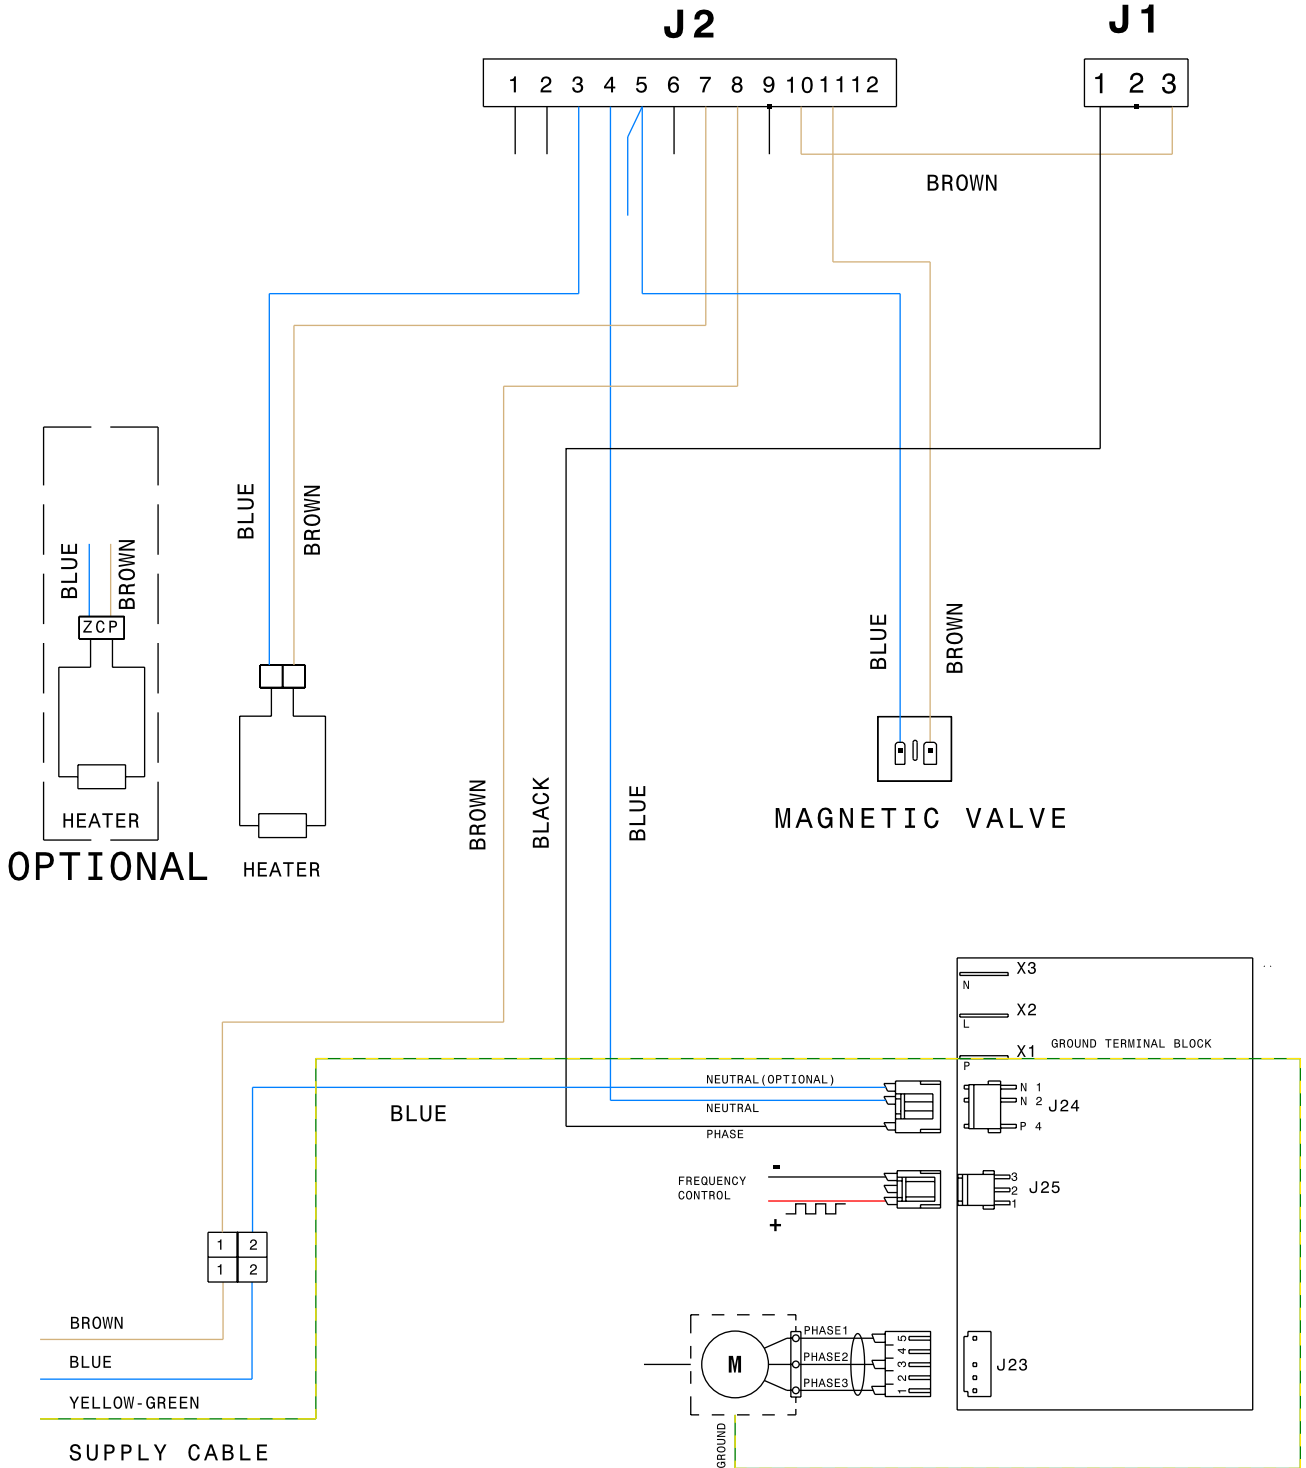 J2
J1
1 2 3 4 5 6 7 8 9 10 11 12
1 2 3
BROWN
BLUE
BROWN
BLUE
BROWN
ZCP
HEATER
OPTIONAL
HEATER
BLUE
BROWN
MAGNETIC VALVE
BROWN
BLACK
BLUE
X3
N
X2
L
X1
GROUND TERMINAL BLOCK
P
NEUTRAL(OPTIONAL)
NEUTRAL
PHASE
BLUE
N 1
N 2
J24
P 4
-
FREQUENCY
CONTROL
+
3
2
1
J25
1 2
1 2
BROWN
BLUE
YELLOW-GREEN
SUPPLY CABLE
M
PHASE1
PHASE2
PHASE3
5
4
3
2
1
J23
GROUND